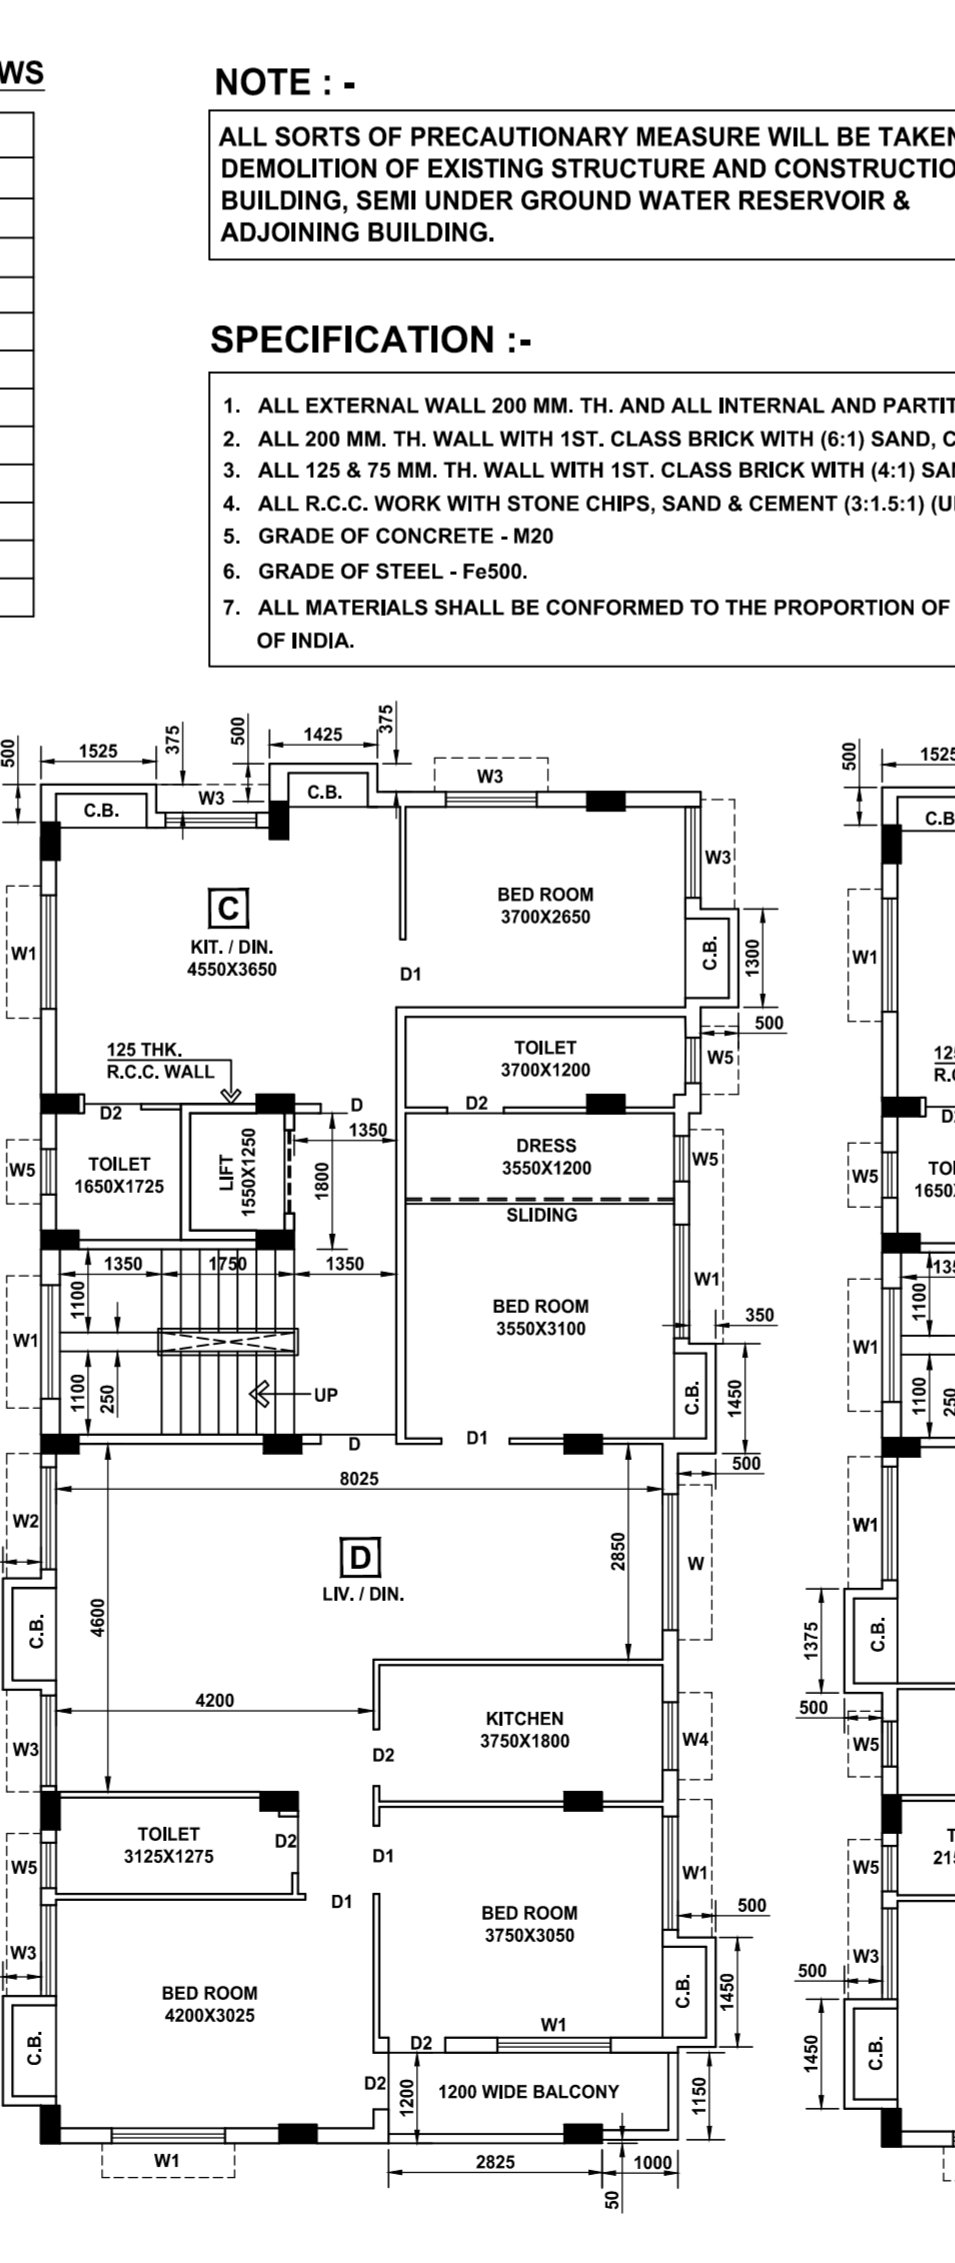 WS
NOTE : -
ALL SORTS OF PRECAUTIONARY MEASURE WILL BE TAKEN
DEMOLITION OF EXISTING STRUCTURE AND CONSTRUCTIO
BUILDING, SEMI UNDER GROUND WATER RESERVOIR &
ADJOINING BUILDING.
SPECIFICATION :-
1. ALL EXTERNAL WALL 200 MM. TH. AND ALL INTERNAL AND PARTIT
2. ALL 200 MM. TH. WALL WITH 1ST. CLASS BRICK WITH (6:1) SAND, C
3. ALL 125 & 75 MM. TH. WALL WITH 1ST. CLASS BRICK WITH (4:1) SA
4. ALL R.C.C. WORK WITH STONE CHIPS, SAND & CEMENT (3:1.5:1) (U
5. GRADE OF CONCRETE - M20
6. GRADE OF STEEL - Fe500.
7. ALL MATERIALS SHALL BE CONFORMED TO THE PROPORTION OF
OF INDIA.
500
1525
375
500
1425
375
500
1525
W3
W3
C.B.
C.B.
C.B.
W3
C
KIT. / DIN.
4550X3650
BED ROOM
3700X2650
W1
C.B.
1300
W1
D1
500
125 THK.
R.C.C. WALL
TOILET
3700X1200
W5
125
R.C
D2
D
D2
1350
D
W5
TOILET
1650X1725
LIFT
1550X1250
1800
DRESS
3550X1200
W5
W5
TOI
1650X
SLIDING
1350
1750
1350
135
1100
W1
BED ROOM
3550X3100
W1
350
1100
W1
W1
1100
250
UP
C.B.
1450
1100
250
D
D1
500
8025
W2
D
LIV. / DIN.
2850
W
W1
C.B.
4600
1375
C.B.
4200
500
W3
KITCHEN
3750X1800
D2
W4
W5
TOILET
3125X1275
D2
D1
W5
W1
W5
T
215
D1
500
BED ROOM
3750X3050
W3
BED ROOM
4200X3025
C.B.
1450
W3
500
C.B.
W1
D2
1450
C.B.
D2
1200
1200 WIDE BALCONY
1150
W1
2825
1000
50